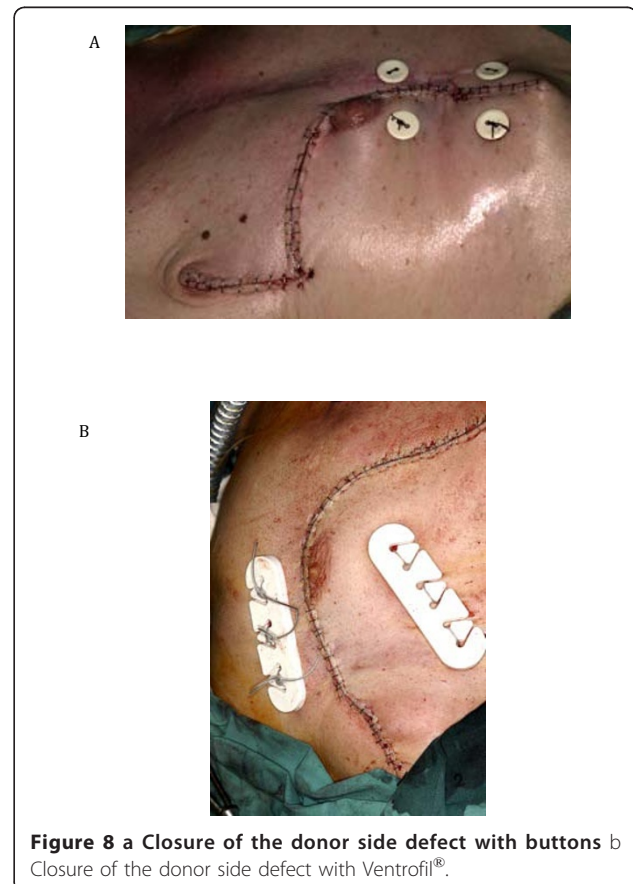 A
B
Figure 8 a Closure of the donor side defect with buttons b
Closure of the donor side defect with Ventrofil®.